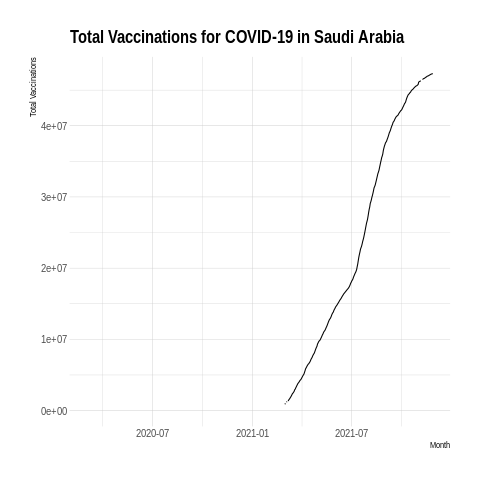 Total Vaccinations for COVID-19 in Saudi Arabia
Total Vaccinations
4e+07
3e+07
2e+07
1e+07
0e+00
2020-07 2021-01 2021-07
Month